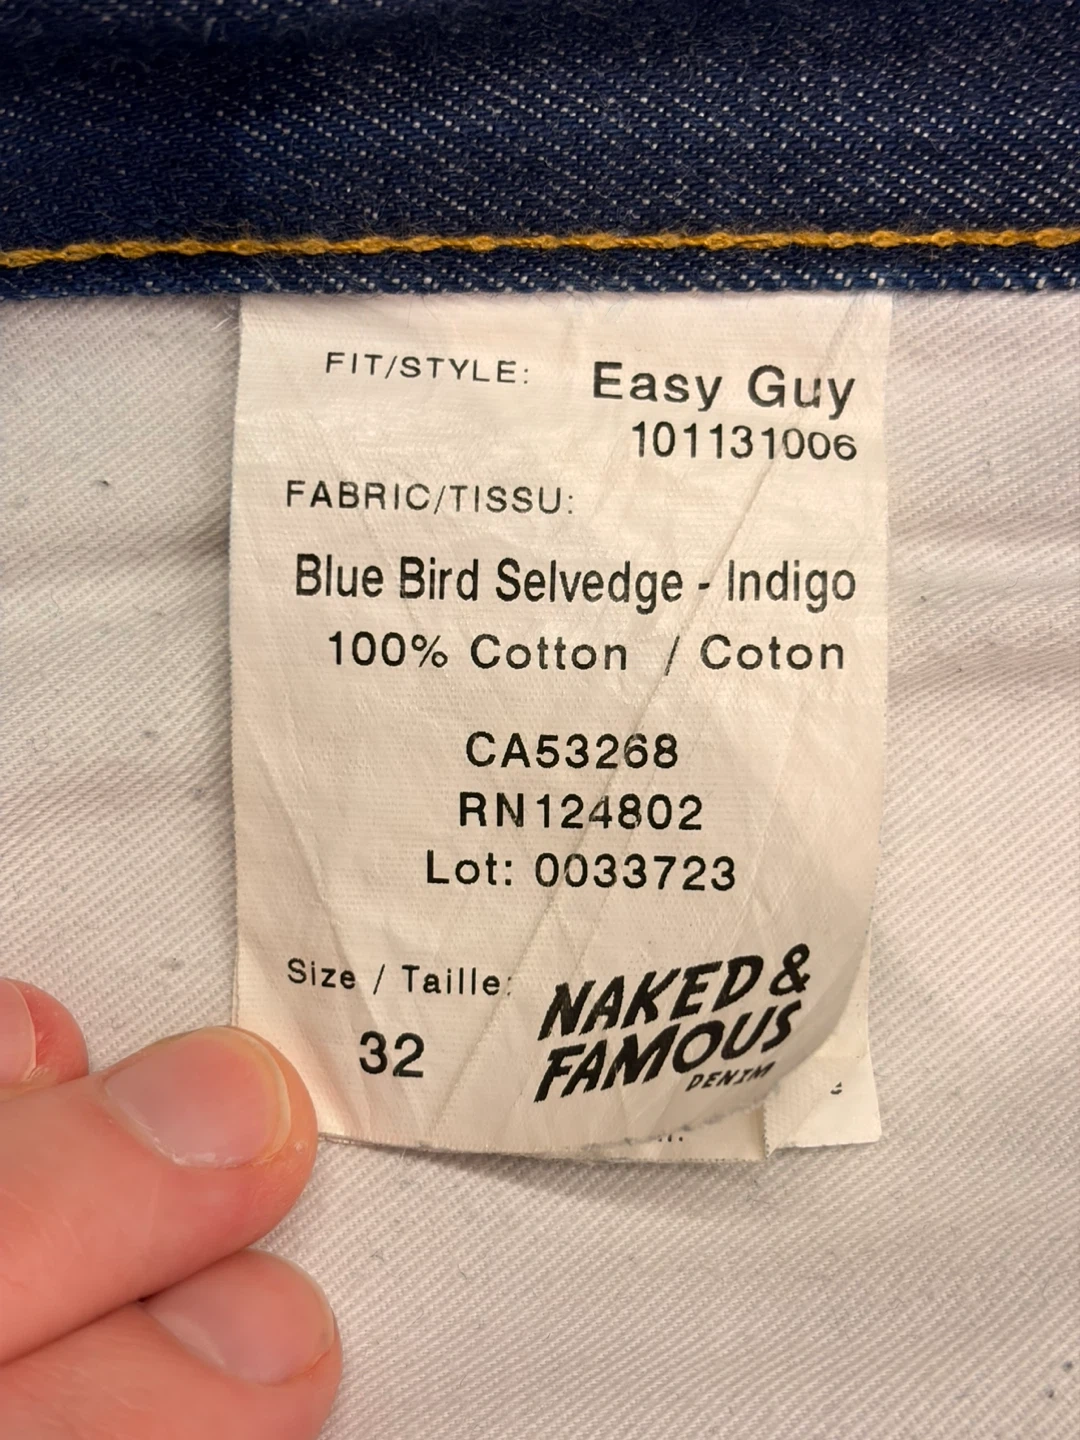 FIT/STYLE: Easy Guy
101131006
FABRIC/TISSU:
Blue Bird Selvedge - Indigo
100% Cotton / Coton
CA53268
RN124802
Lot: 0033723
Size / Taille:
32
NAKED &
FAMOUS
DENIM